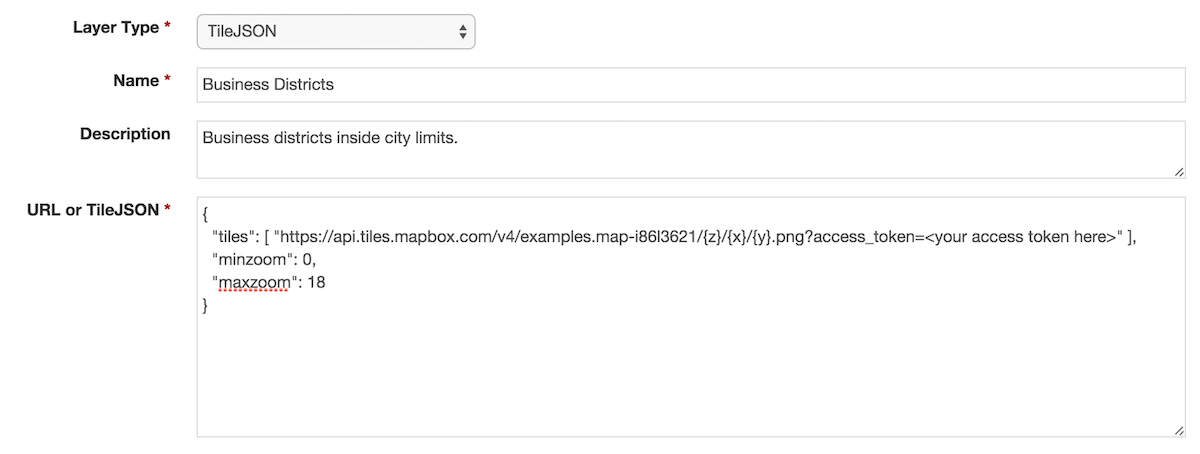 Layer Type *
TileJSON
Name *
Business Districts
Description
Business districts inside city limits.
URL or TileJSON *
{
"tiles": [ "https://api.tiles.mapbox.com/v4/examples.map-i86l3621/{z}/{x}/{y}.png?access_token=<your access token here>" ],
"minzoom": 0,
"maxzoom": 18
}